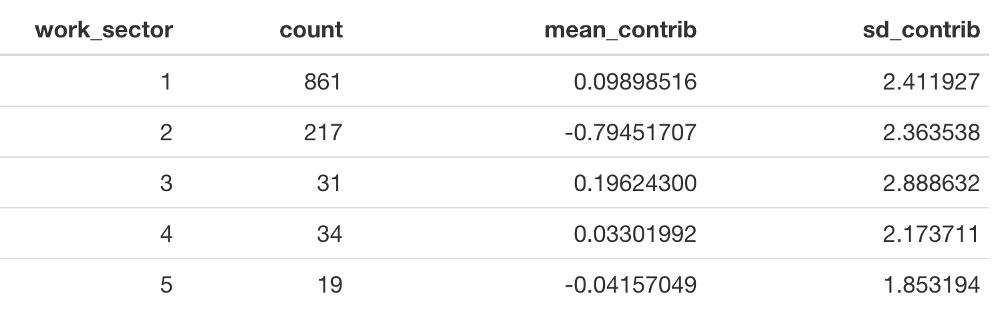 work_sector count mean_contrib sd_contrib
1 861 0.09898516 2.411927
2 217 -0.79451707 2.363538
3 31 0.19624300 2.888632
4 34 0.03301992 2.173711
5 19 -0.04157049 1.853194